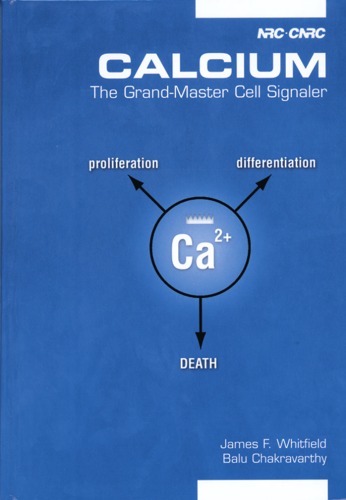 NRC·CNRC
CALCIUM
The Grand-Master Cell Signaler
proliferation
differentiation
Ca2+
DEATH
James F. Whitfield
Balu Chakravarthy